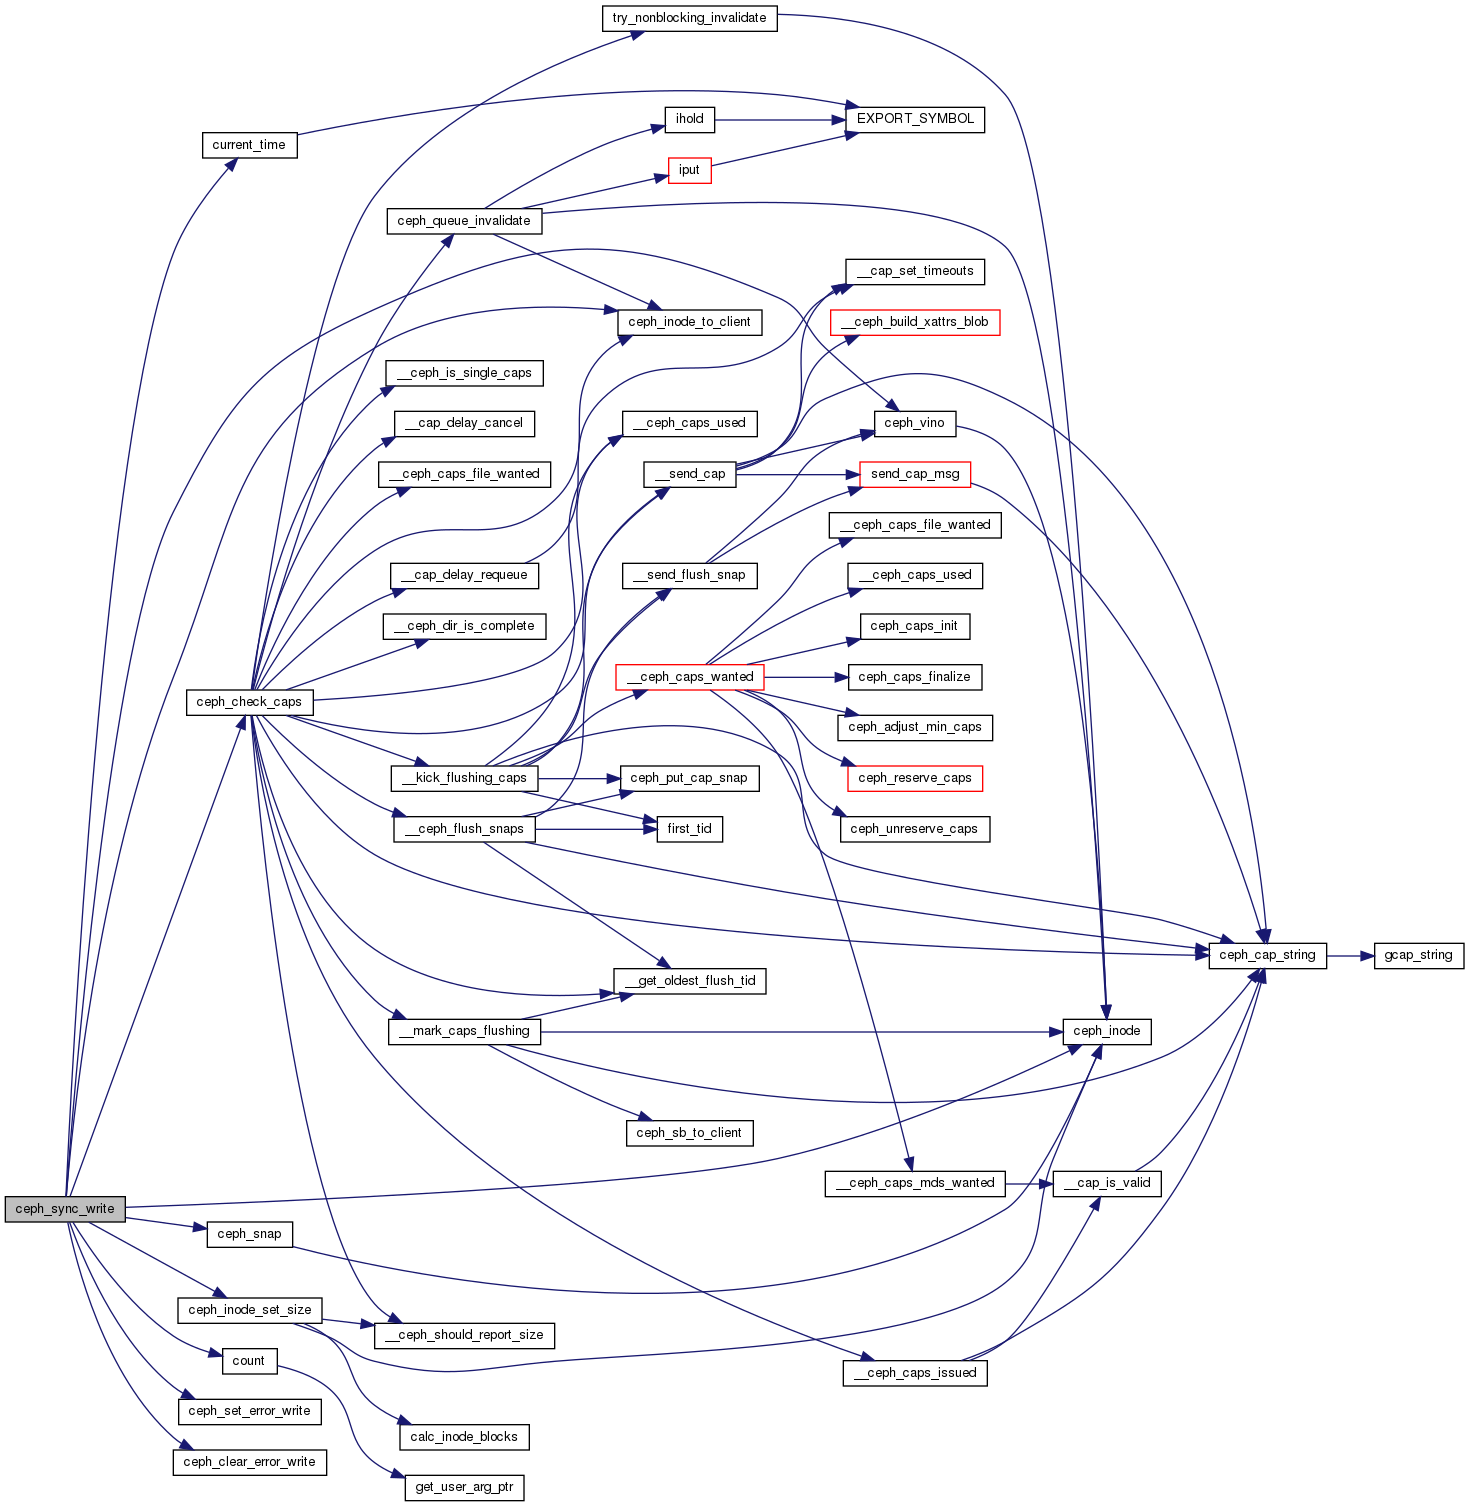 try_nonblocking_invalidate
ihold
EXPORT_SYMBOL
current_time
iput
ceph_queue_invalidate
__cap_set_timeouts
ceph_inode_to_client
__ceph_build_xattrs_blob
__ceph_is_single_caps
__cap_delay_cancel
__ceph_caps_used
ceph_vino
__ceph_caps_file_wanted
__send_cap
send_cap_msg
__ceph_caps_file_wanted
__cap_delay_requeue
__send_flush_snap
__ceph_caps_used
__ceph_dir_is_complete
ceph_caps_init
__ceph_caps_wanted
ceph_caps_finalize
ceph_check_caps
ceph_adjust_min_caps
__kick_flushing_caps
ceph_put_cap_snap
ceph_reserve_caps
__ceph_flush_snaps
first_tid
ceph_unreserve_caps
ceph_cap_string
gcap_string
__get_oldest_flush_tid
__mark_caps_flushing
ceph_inode
ceph_sb_to_client
__ceph_caps_mds_wanted
__cap_is_valid
ceph_sync_write
ceph_snap
ceph_inode_set_size
__ceph_should_report_size
count
__ceph_caps_issued
ceph_set_error_write
calc_inode_blocks
ceph_clear_error_write
get_user_arg_ptr